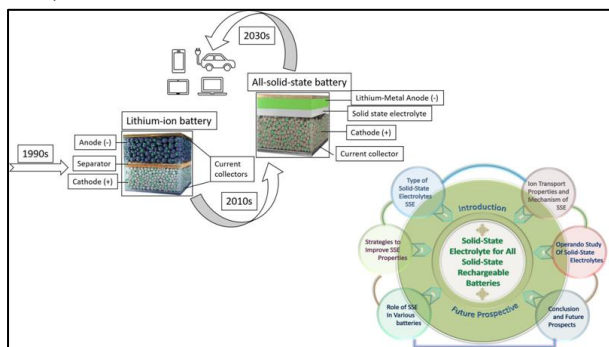 2030s
All-solid-state battery
Lithium-Metal Anode (-)
Solid state electrolyte
Cathode (+)
Current collector
Lithium-ion battery
1990s
Anode (-)
Separator
Cathode (+)
Current
collectors
2010s
Type of
Solid-State
Electrolytes
SSE
Introduction
Ion Transport
Properties and
Mechanism of
SSE
Strategies to
Improve SSE
Properties
Solid-State
Electrolyte for All
Solid-State
Rechargeable
Batteries
Operando Study
Of Solid-State
Electrolytes
Role of SSE
In Various
batteries
Future Prospective
Conclusion
and Future
Prospects